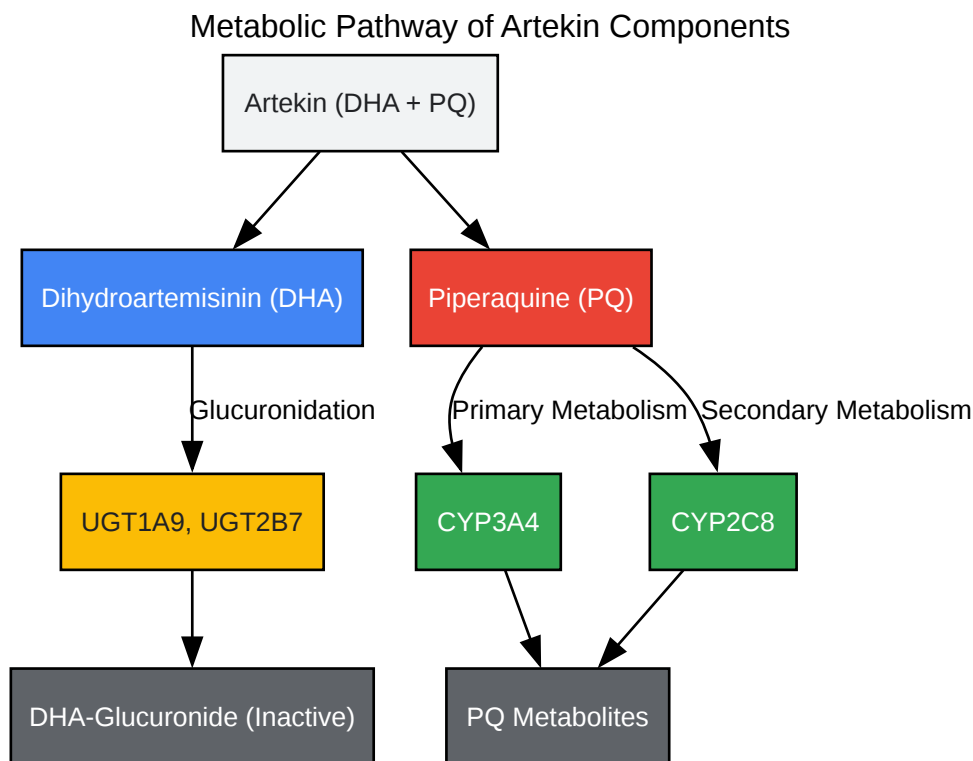 Metabolic Pathway of Artekin Components
Artekin (DHA + PQ)
Dihydroartemisinin (DHA)
Piperaquine (PQ)
Glucuronidation
Primary Metabolism
Secondary Metabolism
UGT1A9, UGT2B7
CYP3A4
CYP2C8
DHA-Glucuronide (Inactive)
PQ Metabolites